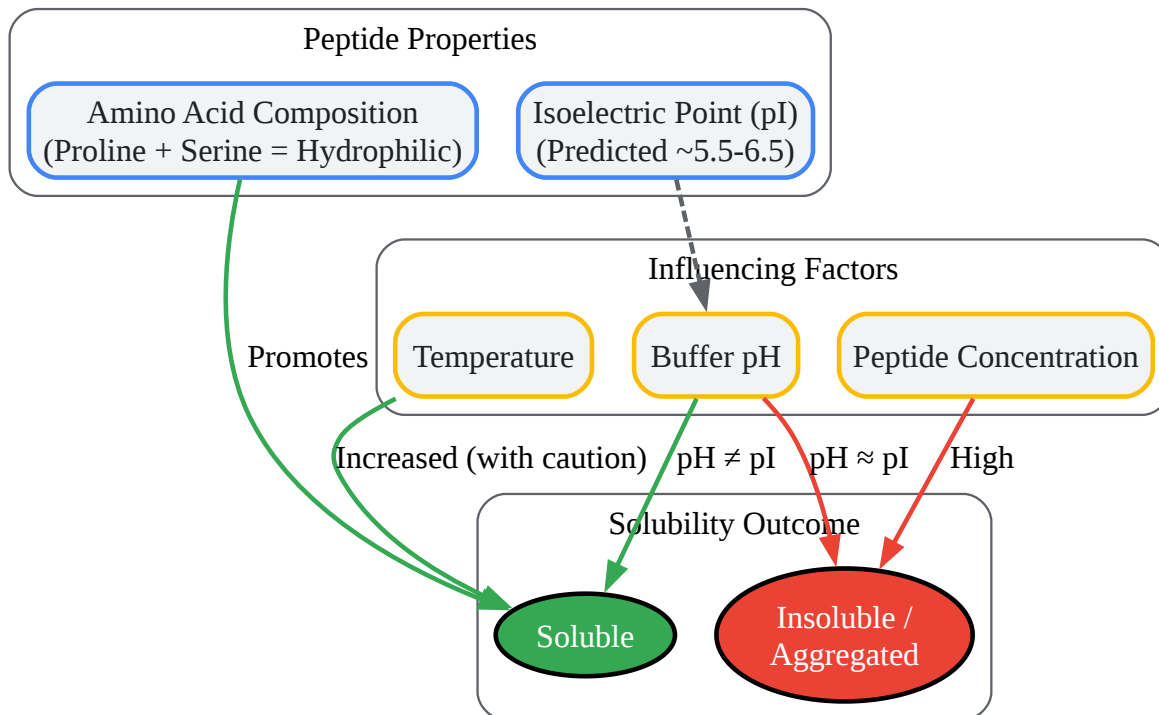 Peptide Properties
Amino Acid Composition
(Proline + Serine = Hydrophilic)
Isoelectric Point (pI)
(Predicted ~5.5-6.5)
Influencing Factors
Promotes
Temperature
Buffer pH
Peptide Concentration
Increased (with caution)
pH ≠ pI
pH ≈ pI
High
Solubility Outcome
Soluble
Insoluble /
Aggregated